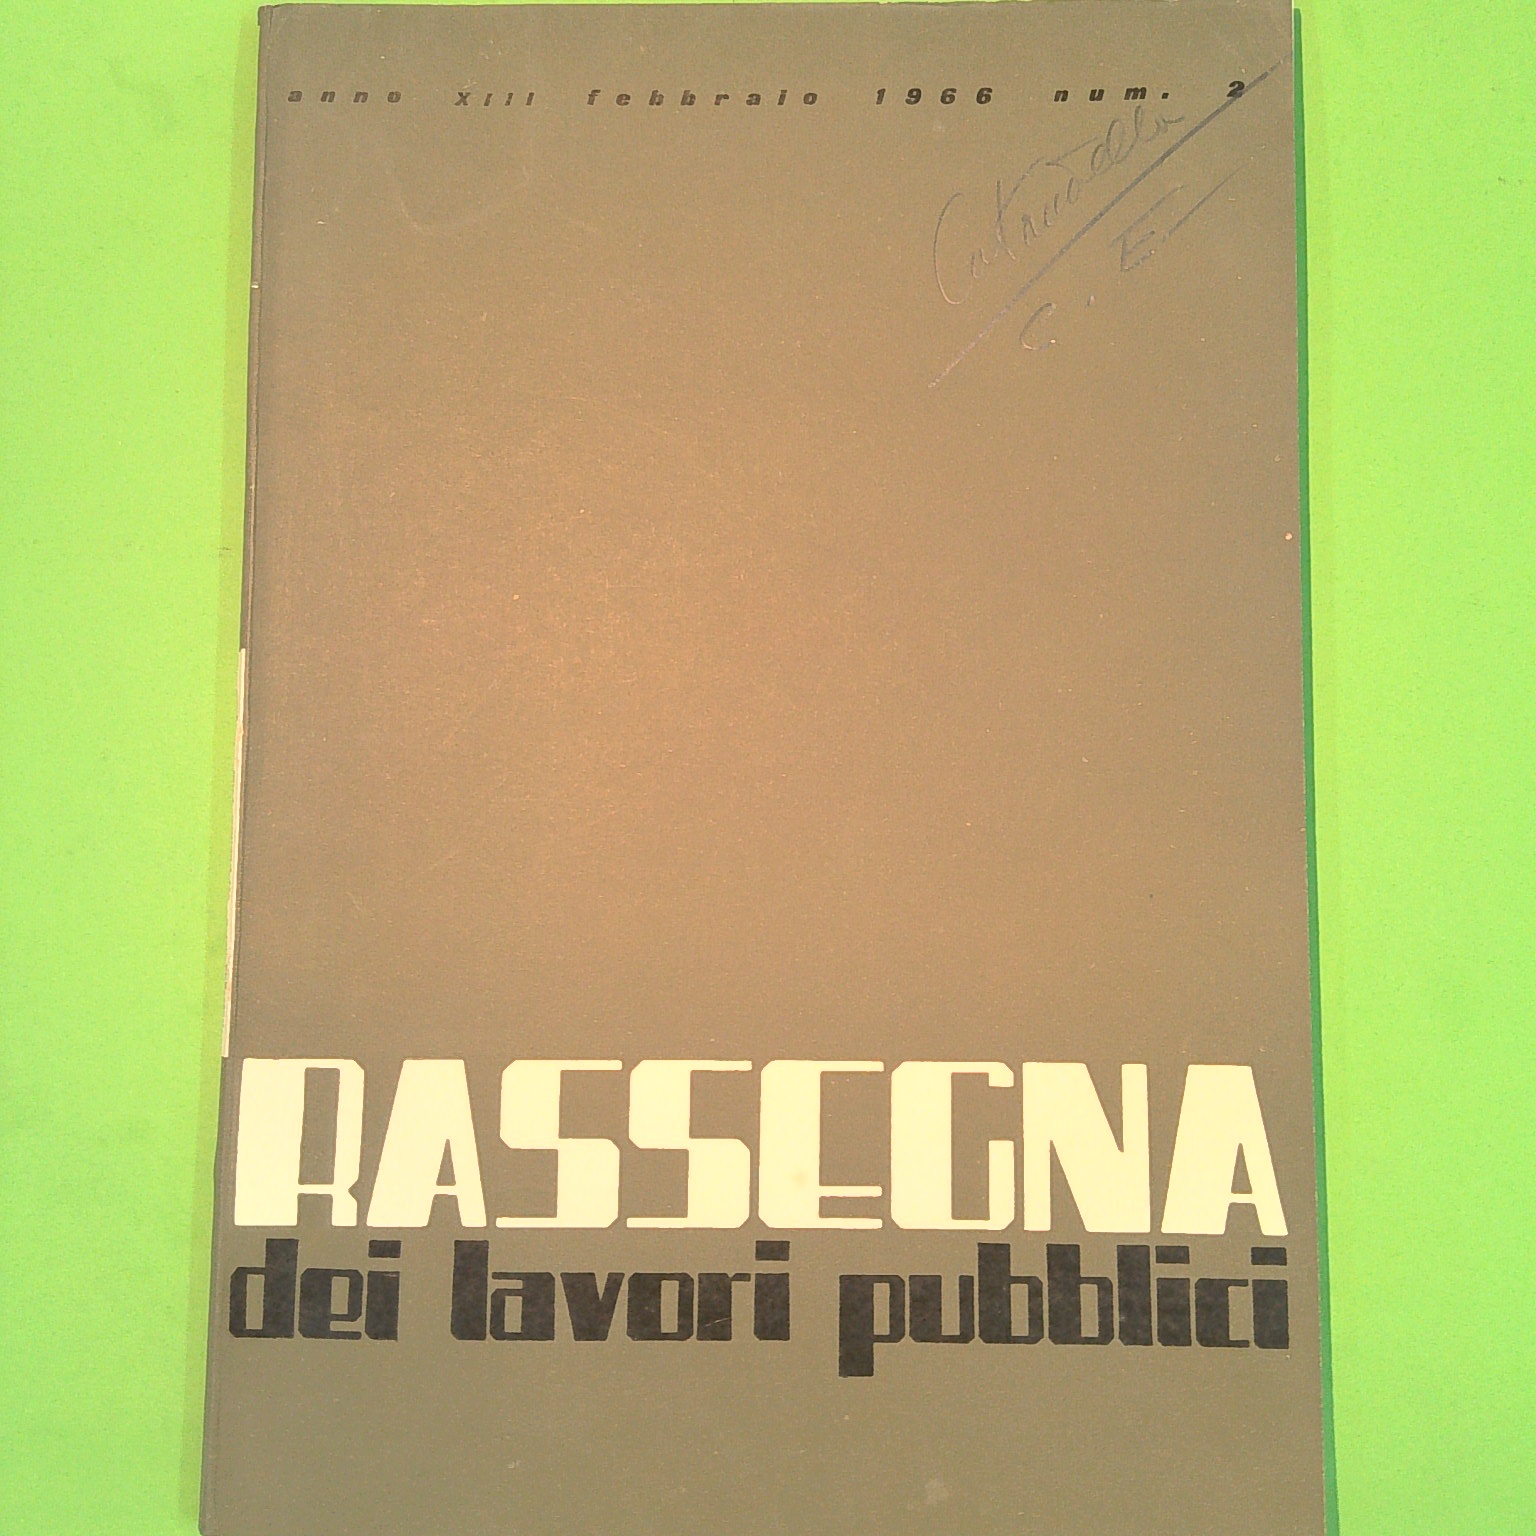 anno XIII febbraio 1966 num. 2
C. E.
RASSEGNA
dei lavori pubblici